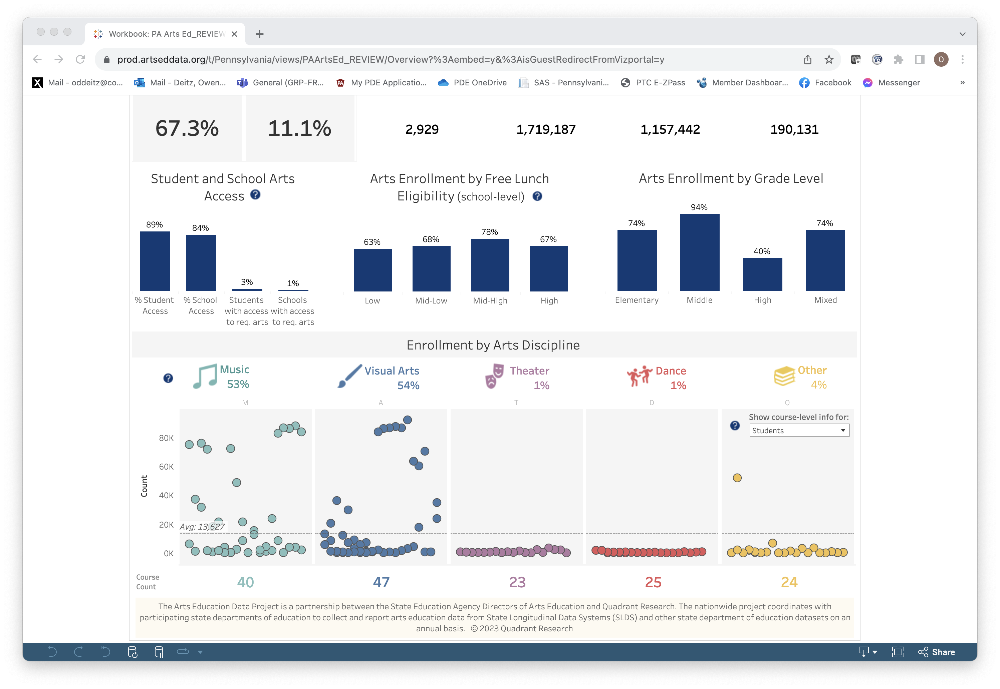 Workbook: PA Arts Ed_REVIEW
prod.artseddata.org/t/Pennsylvania/views/PAArtsEd_REVIEW/Overview?%3Aembed=y&%3AisGuestRedirectFromVizportal=y
O
Mail - oddeitz@co...
Mail - Deitz, Owen...
General (GRP-FR...
My PDE Applicatio...
PDE OneDrive
SAS - Pennsylvani...
PTC E-ZPass
Member Dashboar...
Facebook
Messenger
»
67.3%
11.1%
2,929
1,719,187
1,157,442
190,131
Student and School Arts
Access ?
89%
84%
3%
1%
% Student
Access
% School
Access
Students
with access
to req. arts
Schools
with access
to req. arts
Arts Enrollment by Free Lunch
Eligibility (school-level) ?
63%
68%
78%
67%
Low
Mid-Low
Mid-High
High
Arts Enrollment by Grade Level
74%
94%
40%
74%
Elementary
Middle
High
Mixed
Enrollment by Arts Discipline
?
Music
53%
Visual Arts
54%
Theater
1%
Dance
1%
Other
4%
M
A
T
D
O
? Show course-level info for:
Students
Count
80K
60K
40K
20K
0K
Avg: 13,627
Course
Count
40
47
23
25
24
The Arts Education Data Project is a partnership between the State Education Agency Directors of Arts Education and Quadrant Research. The nationwide project coordinates with
participating state departments of education to collect and report arts education data from State Longitudinal Data Systems (SLDS) and other state department of education datasets on an
annual basis. © 2023 Quadrant Research
Share